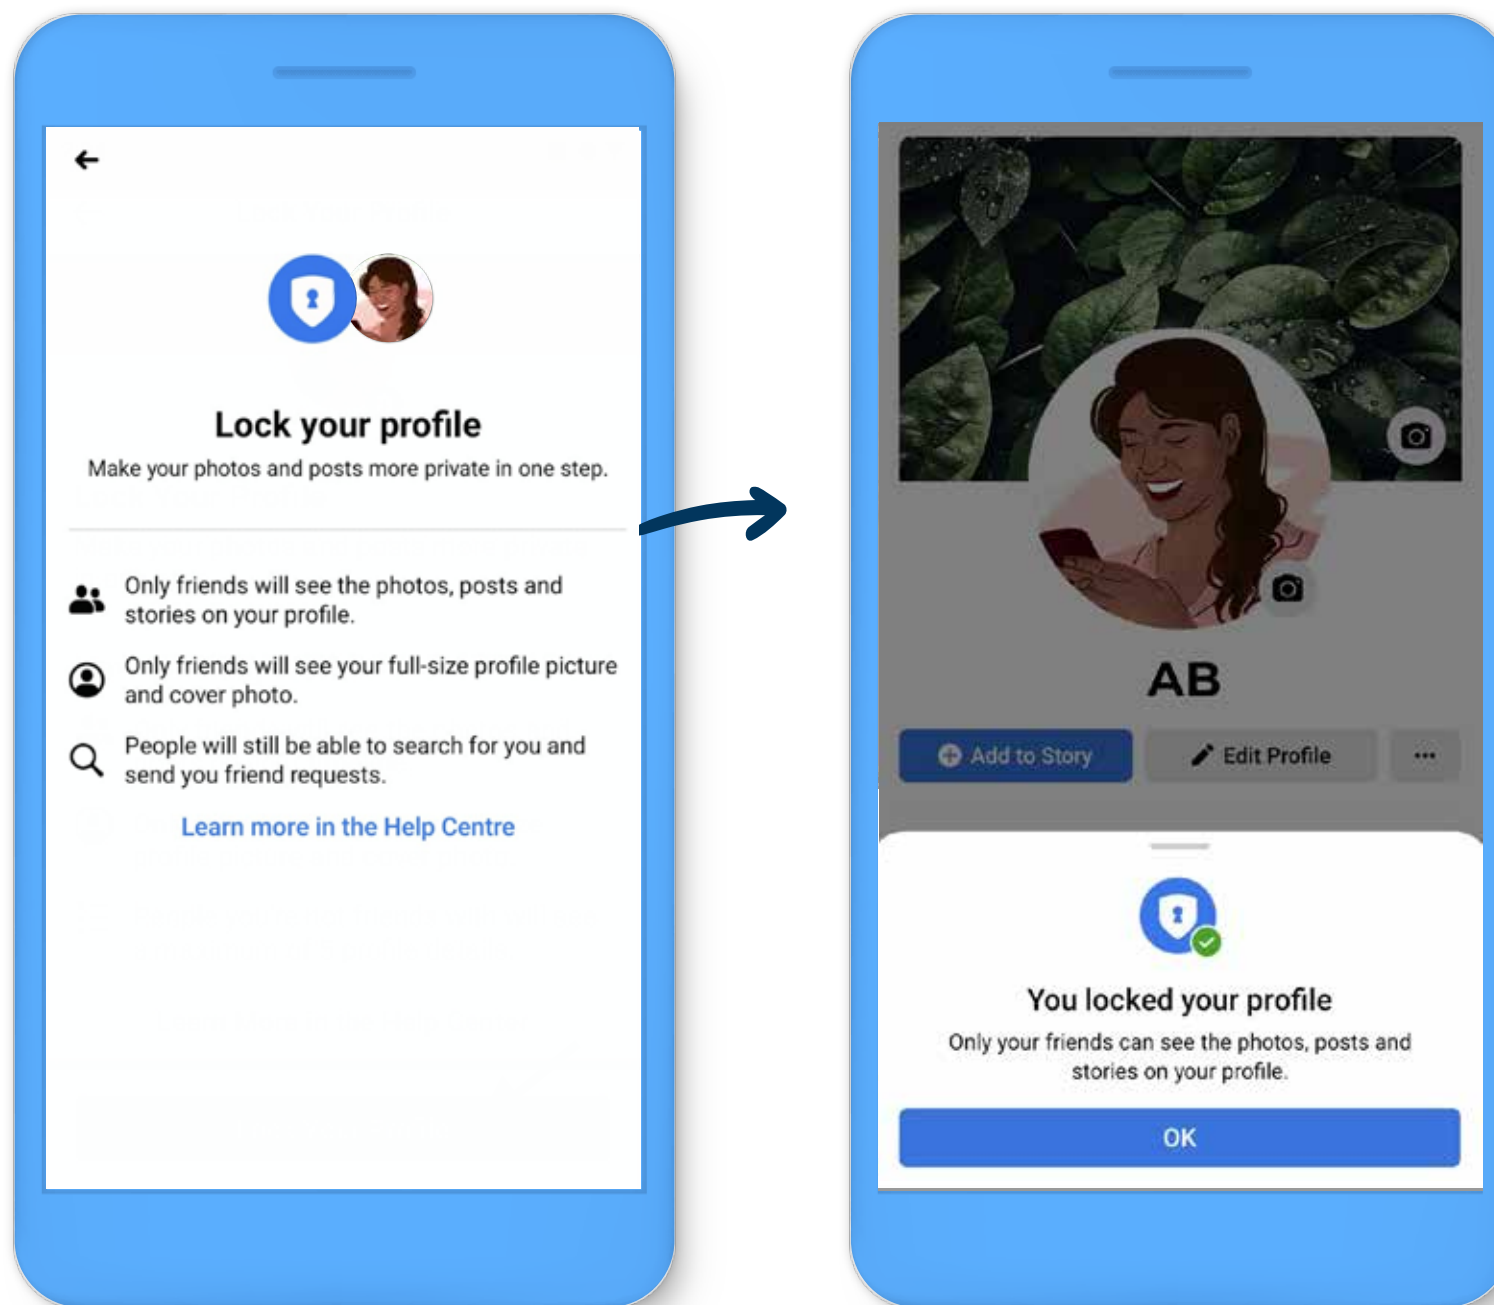 Lock your profile
Make your photos and posts more private in one step.
Only friends will see the photos, posts and
stories on your profile.
Only friends will see your full-size profile picture
and cover photo.
People will still be able to search for you and
send you friend requests.
Learn more in the Help Centre
AB
Add to Story
Edit Profile
You locked your profile
Only your friends can see the photos, posts and
stories on your profile.
OK